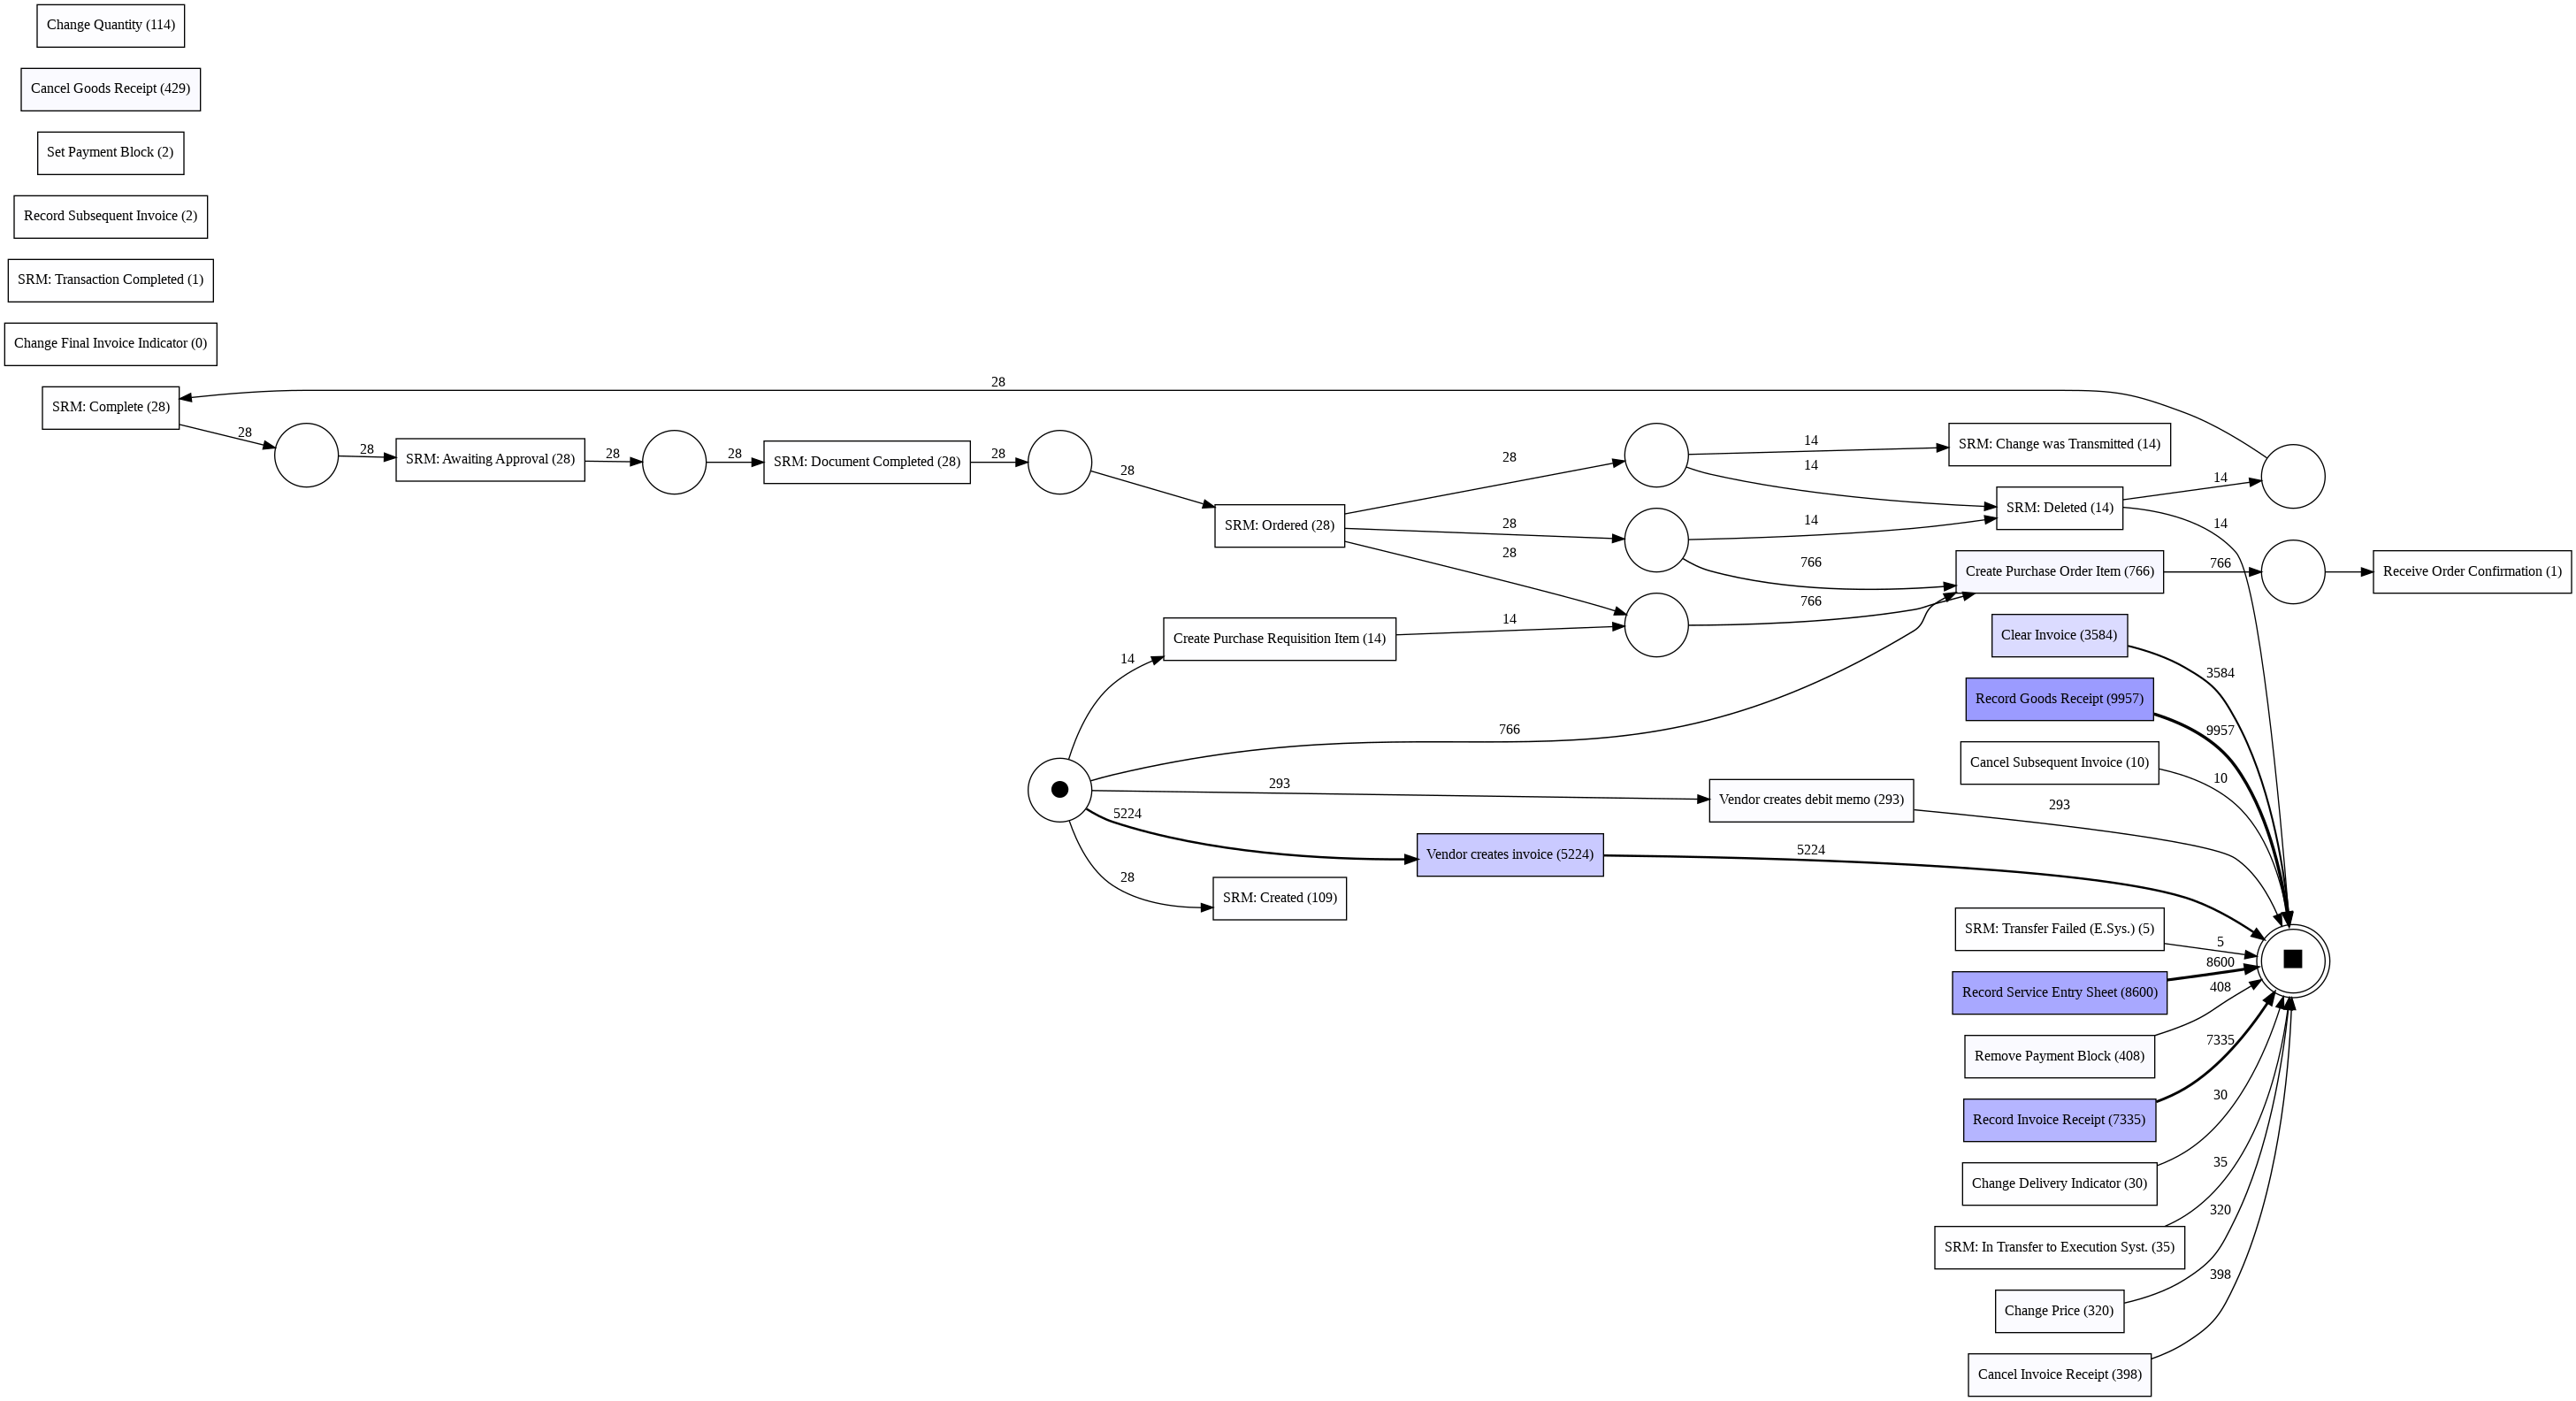 Change Quantity (114)
Cancel Goods Receipt (429)
Set Payment Block (2)
Record Subsequent Invoice (2)
SRM: Transaction Completed (1)
Change Final Invoice Indicator (0)
28
SRM: Complete (28)
28
28
SRM: Awaiting Approval (28)
28
28
SRM: Document Completed (28)
28
28
SRM: Ordered (28)
28
28
28
14
SRM: Change was Transmitted (14)
14
14
SRM: Deleted (14)
14
14
766
766
Create Purchase Order Item (766)
766
Receive Order Confirmation (1)
14
Create Purchase Requisition Item (14)
14
766
293
Vendor creates debit memo (293)
293
5224
Vendor creates invoice (5224)
5224
28
SRM: Created (109)
Clear Invoice (3584)
3584
Record Goods Receipt (9957)
9957
Cancel Subsequent Invoice (10)
10
SRM: Transfer Failed (E.Sys.) (5)
5
Record Service Entry Sheet (8600)
8600
Remove Payment Block (408)
408
Record Invoice Receipt (7335)
7335
Change Delivery Indicator (30)
30
SRM: In Transfer to Execution Syst. (35)
35
Change Price (320)
320
Cancel Invoice Receipt (398)
398